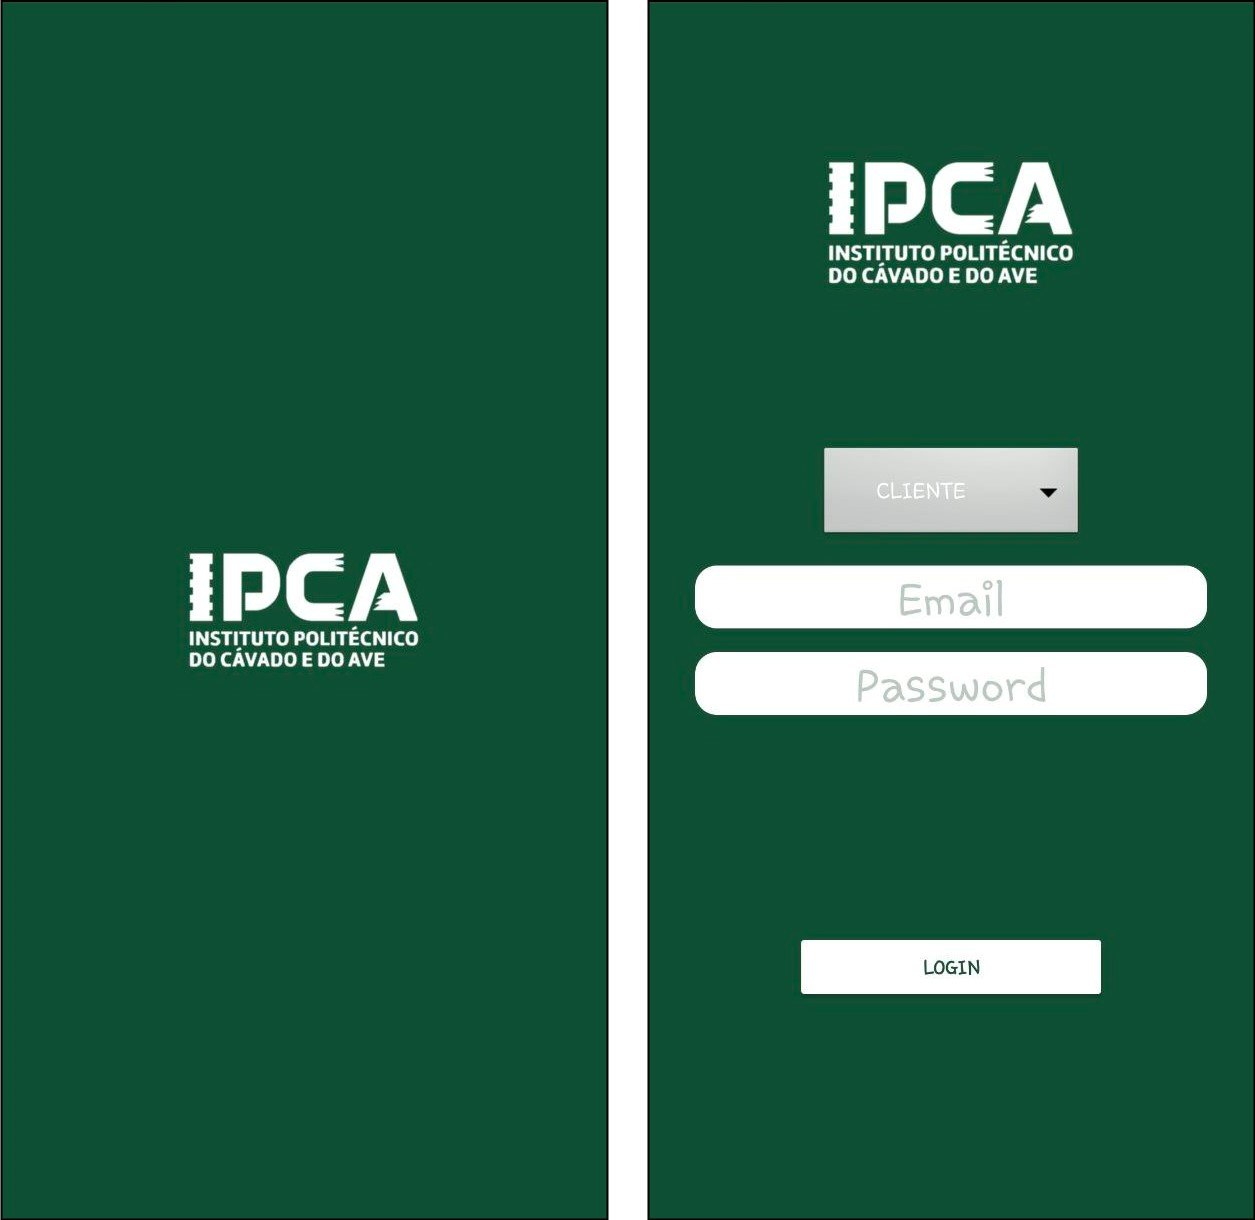 IPCA
INSTITUTO POLITÉCNICO
DO CÁVADO E DO AVE
IPCA
INSTITUTO POLITÉCNICO
DO CÁVADO E DO AVE
CLIENTE
Email
Password
LOGIN